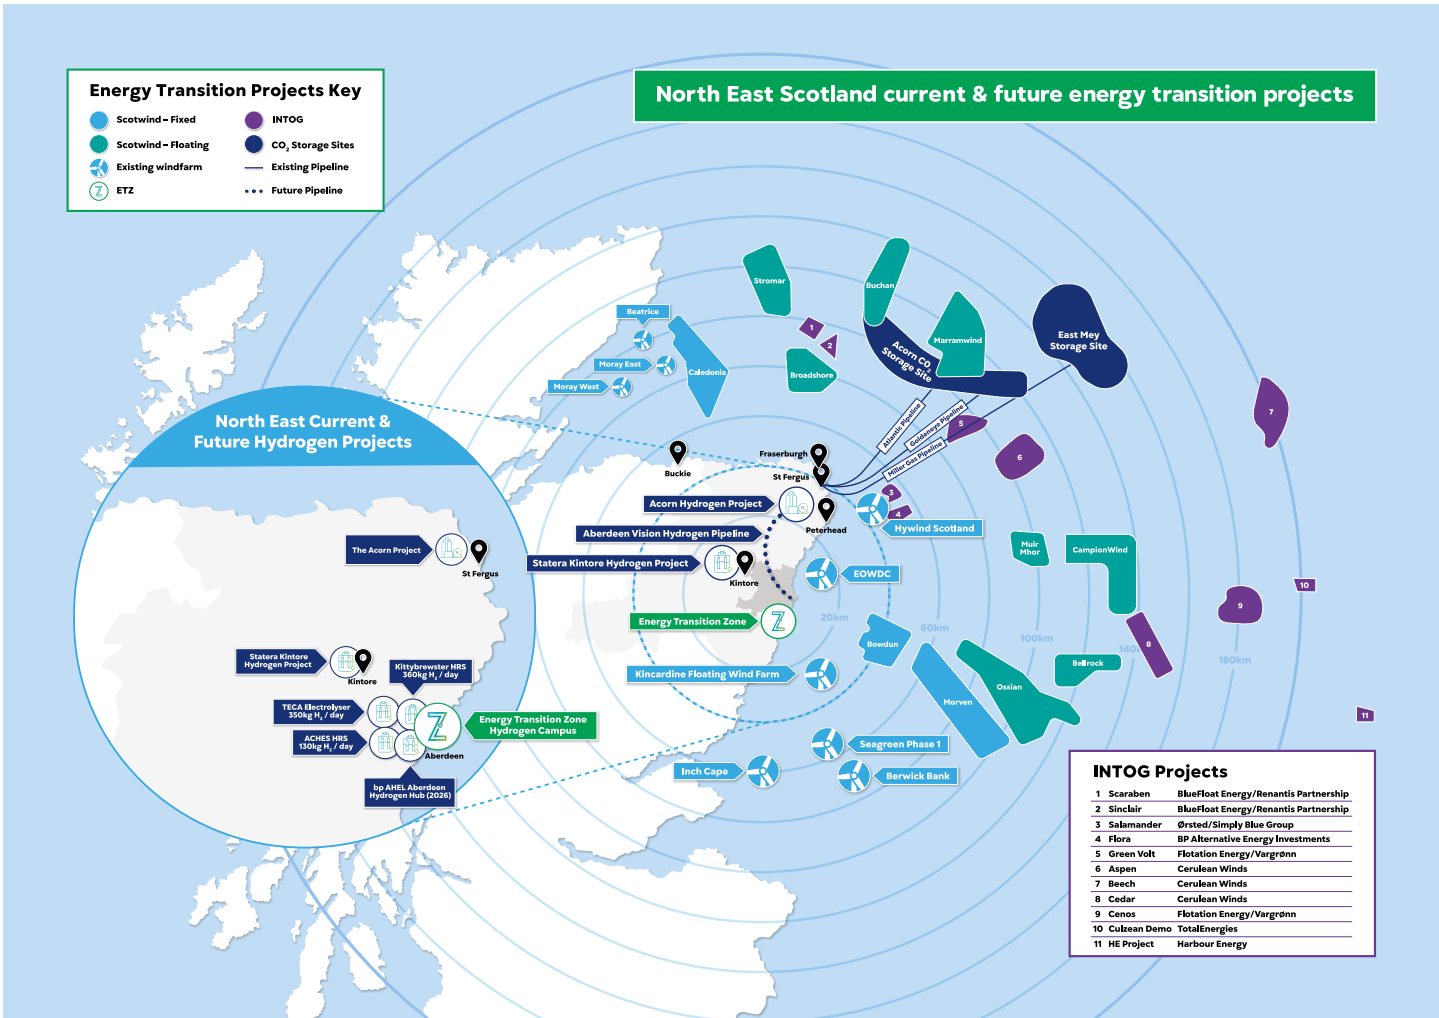 North East Scotland current & future energy transition projects
Energy Transition Projects Key
Scotwind – Fixed
Scotwind – Floating
Existing windfarm
ETZ
INTOG
CO₂ Storage Sites
Existing Pipeline
Future Pipeline
Stromar
Buchan
Beatrice
1
2
Marramwind
East Mey
Storage Site
Acorn CO₂
Storage Site
Moray East
Moray West
Caledonia
Broadshore
7
Atlantic Pipeline
Goldeneye Pipeline
Miller Gas Pipeline
5
6
Buckie
Fraserburgh
St Fergus
3
4
Acorn Hydrogen Project
Peterhead
Hywind Scotland
Aberdeen Vision Hydrogen Pipeline
Statera Kintore Hydrogen Project
Kintore
EOWDC
Muir
Mhor
CampionWind
10
9
Energy Transition Zone
20km
60km
100km
140
180km
Bowdun
8
Bellrock
Kincardine Floating Wind Farm
Morven
Ossian
11
Seagreen Phase 1
Inch Cape
Berwick Bank
North East Current &
Future Hydrogen Projects
The Acorn Project
St Fergus
Statera Kintore
Hydrogen Project
Kintore
Kittybrewster HRS
360kg H₂ / day
TECA Electrolyser
350kg H₂ / day
ACHES HRS
130kg H₂ / day
Energy Transition Zone
Hydrogen Campus
Aberdeen
bp AHEL Aberdeen
Hydrogen Hub (2026)
INTOG Projects
1 Scaraben BlueFloat Energy/Renantis Partnership
2 Sinclair BlueFloat Energy/Renantis Partnership
3 Salamander Ørsted/Simply Blue Group
4 Flora BP Alternative Energy Investments
5 Green Volt Flotation Energy/Vargrønn
6 Aspen Cerulean Winds
7 Beech Cerulean Winds
8 Cedar Cerulean Winds
9 Cenos Flotation Energy/Vargrønn
10 Culzean Demo TotalEnergies
11 HE Project Harbour Energy